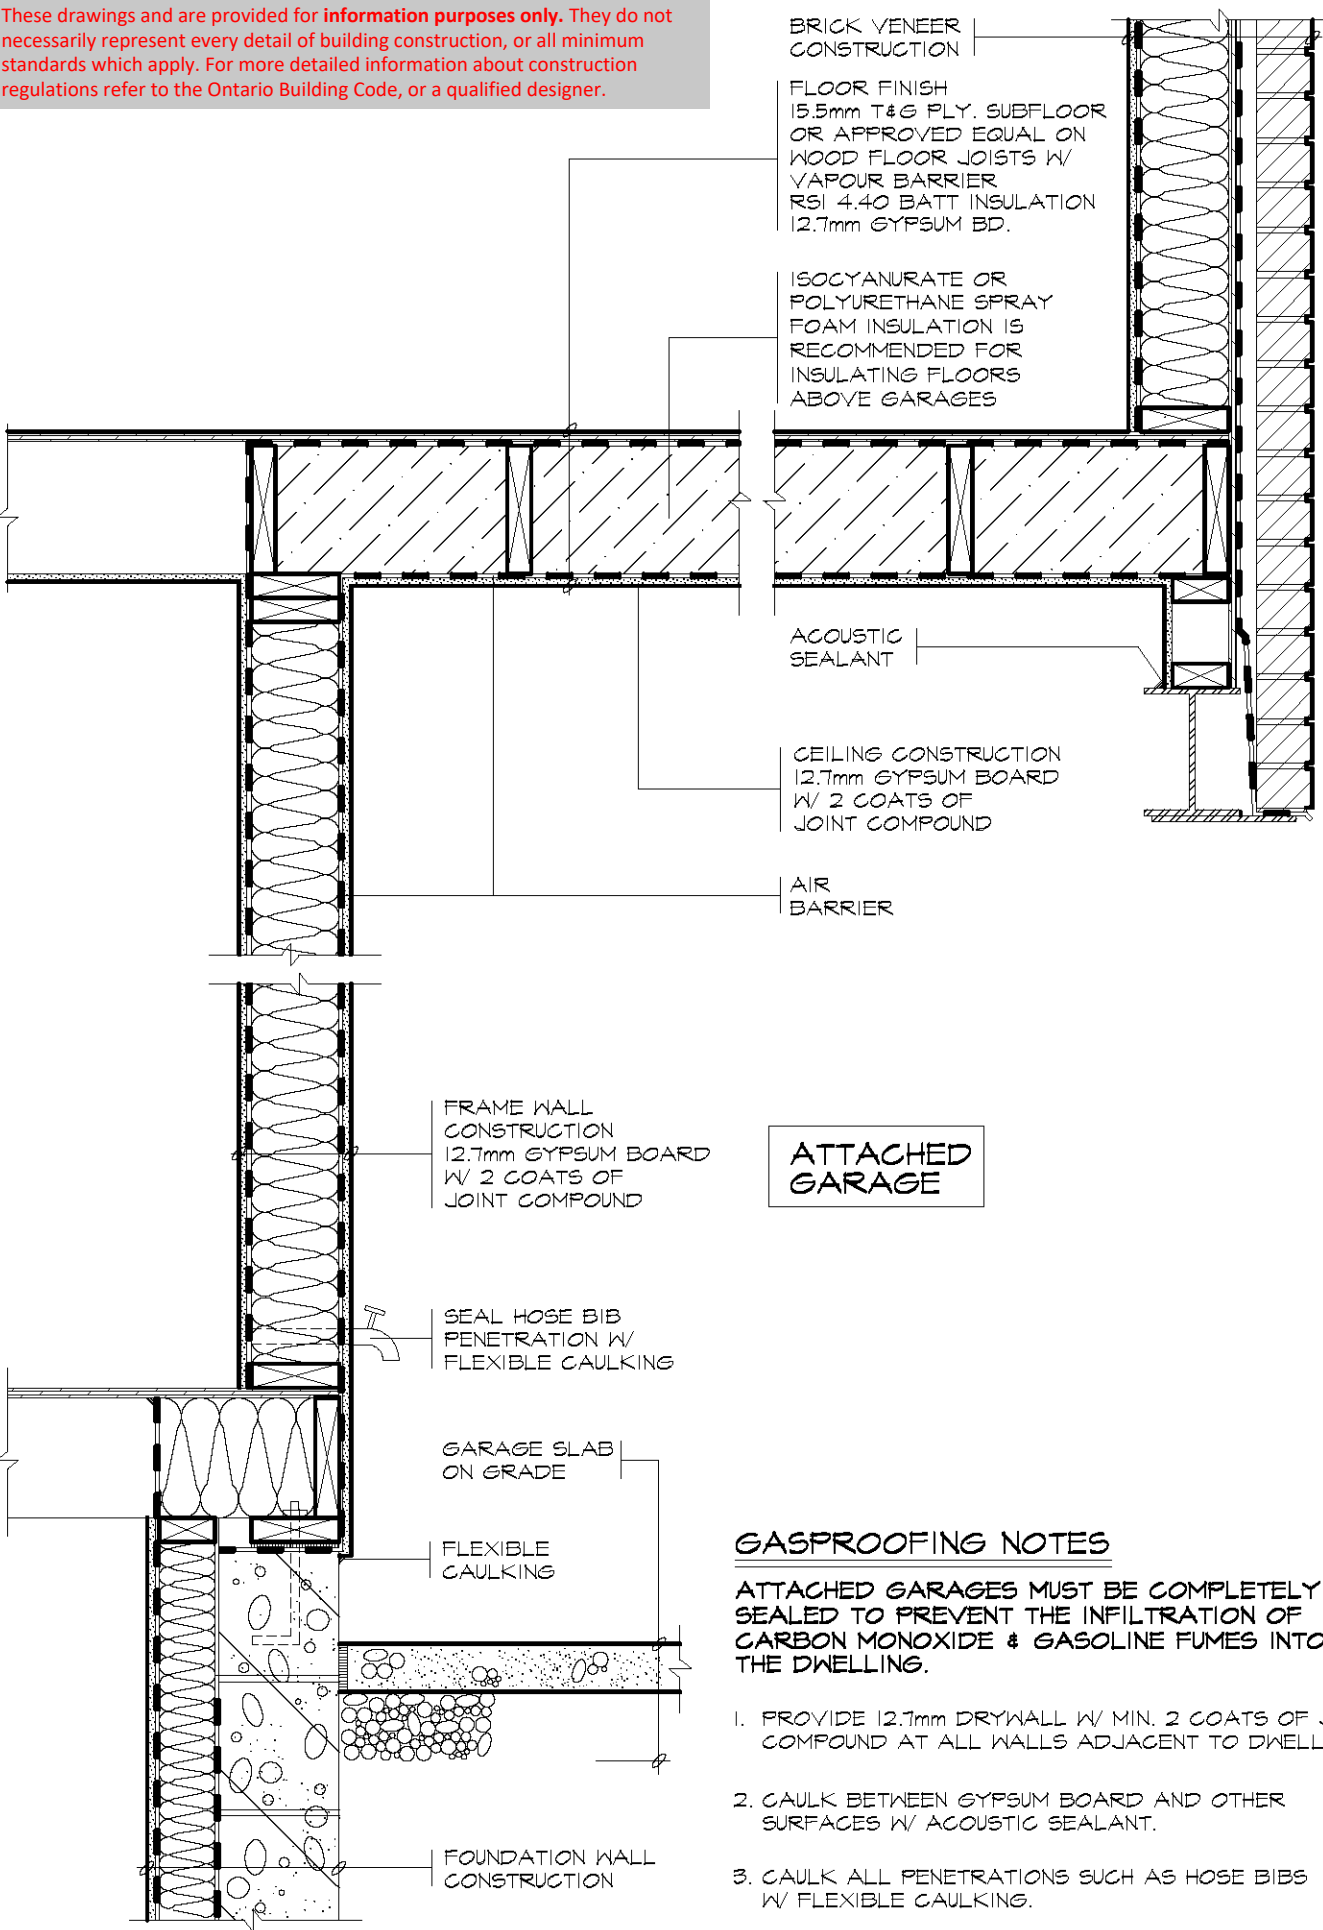 These drawings and are provided for information purposes only. They do not
necessarily represent every detail of building construction, or all minimum
standards which apply. For more detailed information about construction
regulations refer to the Ontario Building Code, or a qualified designer.
BRICK VENEER
CONSTRUCTION
FLOOR FINISH
15.5mm T&G PLY. SUBFLOOR
OR APPROVED EQUAL ON
WOOD FLOOR JOISTS W/
VAPOUR BARRIER
RSI 4.40 BATT INSULATION
12.7mm GYPSUM BD.
ISOCYANURATE OR
POLYURETHANE SPRAY
FOAM INSULATION IS
RECOMMENDED FOR
INSULATING FLOORS
ABOVE GARAGES
ACOUSTIC
SEALANT
CEILING CONSTRUCTION
12.7mm GYPSUM BOARD
W/ 2 COATS OF
JOINT COMPOUND
AIR
BARRIER
FRAME WALL
CONSTRUCTION
12.7mm GYPSUM BOARD
W/ 2 COATS OF
JOINT COMPOUND
ATTACHED
GARAGE
SEAL HOSE BIB
PENETRATION W/
FLEXIBLE CAULKING
GARAGE SLAB
ON GRADE
FLEXIBLE
CAULKING
FOUNDATION WALL
CONSTRUCTION
GASPROOFING NOTES
ATTACHED GARAGES MUST BE COMPLETELY
SEALED TO PREVENT THE INFILTRATION OF
CARBON MONOXIDE & GASOLINE FUMES INTO
THE DWELLING.
1. PROVIDE 12.7mm DRYWALL W/ MIN. 2 COATS OF
COMPOUND AT ALL WALLS ADJACENT TO DWELL
2. CAULK BETWEEN GYPSUM BOARD AND OTHER
SURFACES W/ ACOUSTIC SEALANT.
3. CAULK ALL PENETRATIONS SUCH AS HOSE BIBS
W/ FLEXIBLE CAULKING.